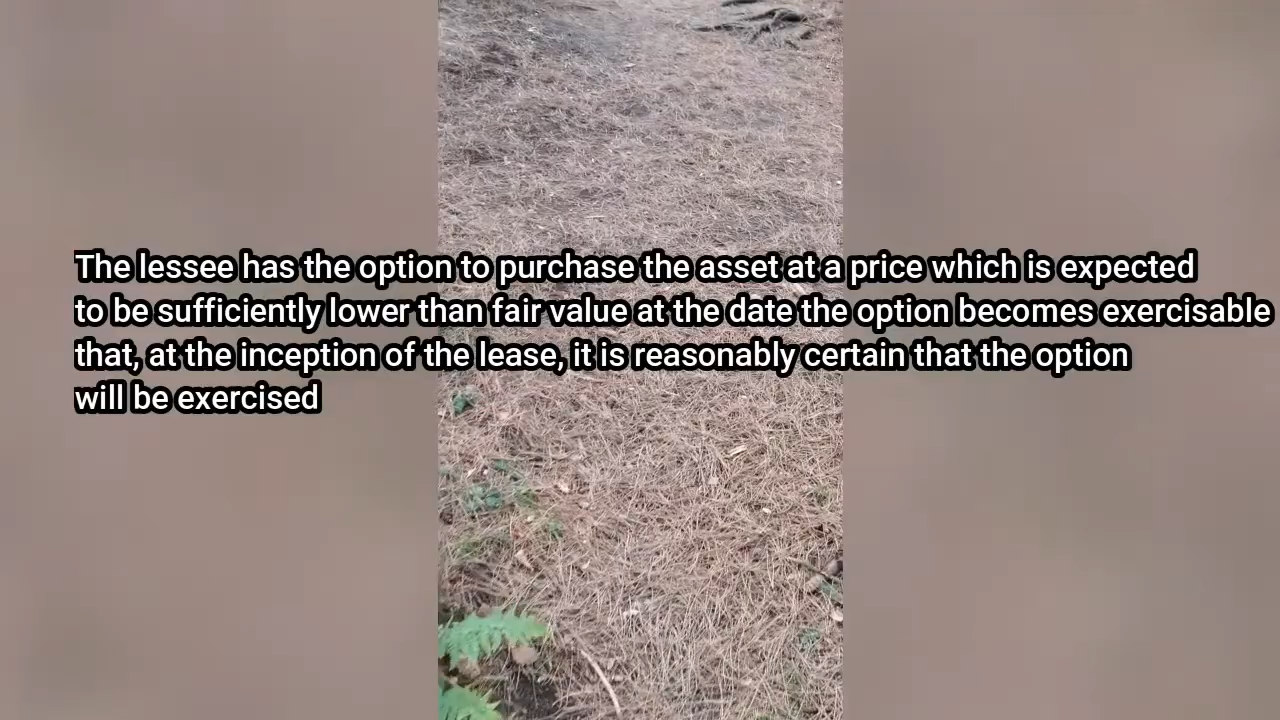 The lessee has the option to purchase the asset at a price which is expected
to be sufficiently lower than fair value at the date the option becomes exercisable
that, at the inception of the lease, it is reasonably certain that the option
will be exercised